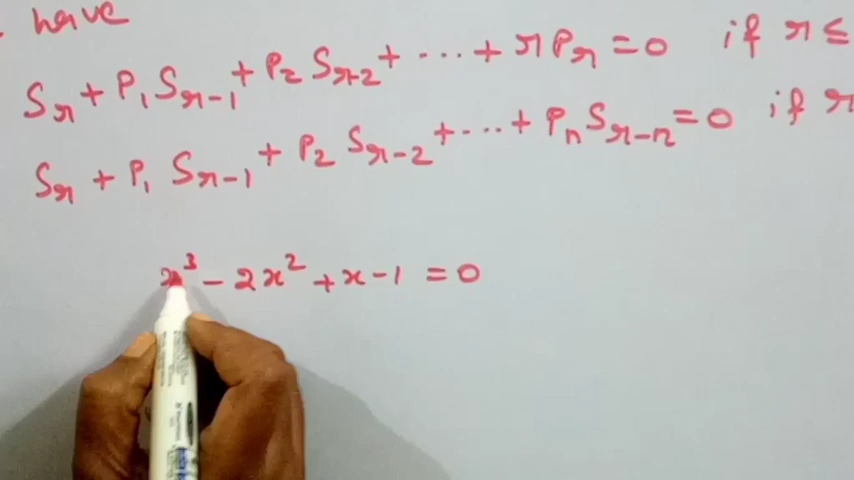 have
Sᵣ + P₁ Sᵣ₋₁ + P₂ Sᵣ₋₂ + ... + r Pᵣ = 0 if r ≤
Sᵣ + P₁ Sᵣ₋₁ + P₂ Sᵣ₋₂ + ... + Pₙ Sᵣ₋ₙ = 0 if r
x³ - 2x² + x - 1 = 0